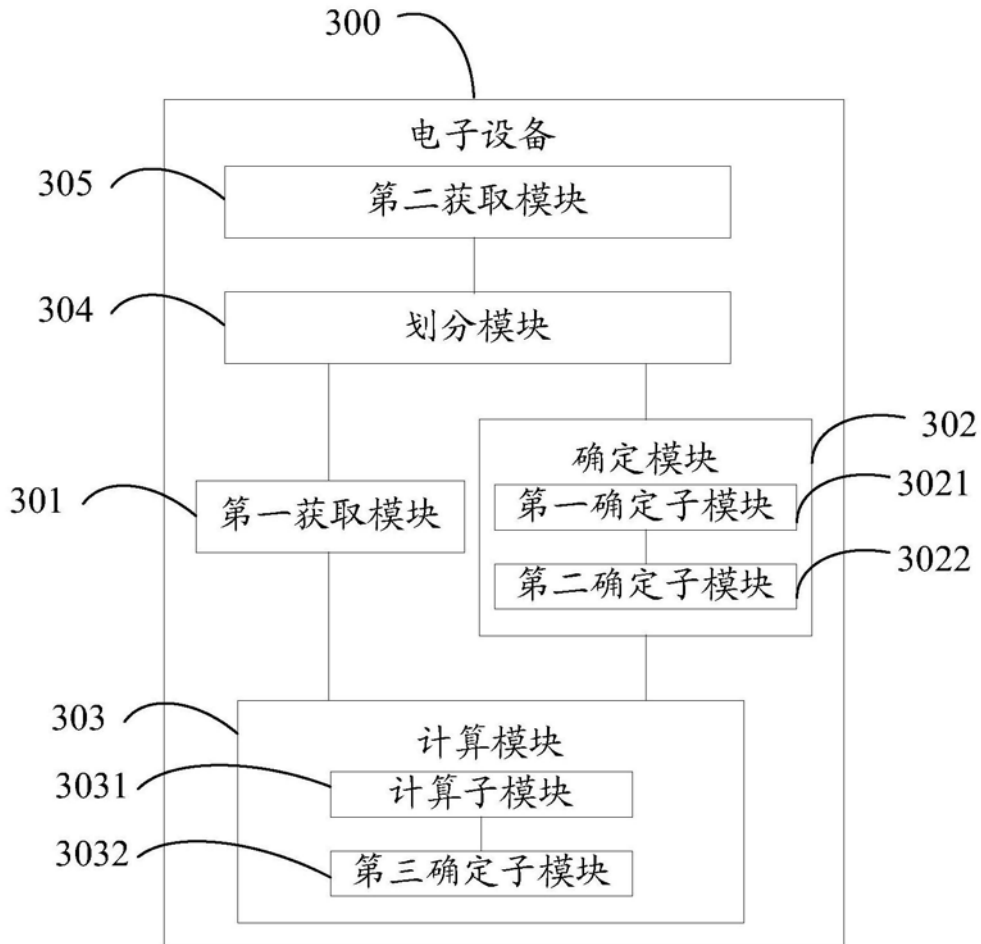 300
电子设备
305
第二获取模块
304
划分模块
302
确定模块
3021
第一确定子模块
301
第一获取模块
3022
第二确定子模块
303
计算模块
3031
计算子模块
3032
第三确定子模块